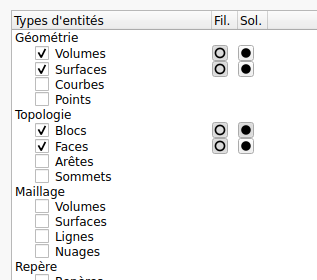 Types d'entités Fil. Sol.
Géométrie
Volumes
Surfaces
Courbes
Points
Topologie
Blocs
Faces
Arêtes
Sommets
Maillage
Volumes
Surfaces
Lignes
Nuages
Repère
Repères